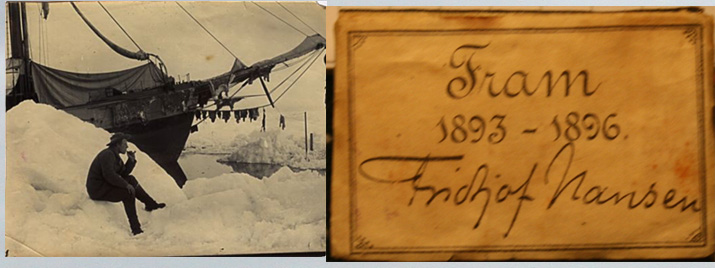 Fram
1893 - 1896.
Fridtjof Nansen